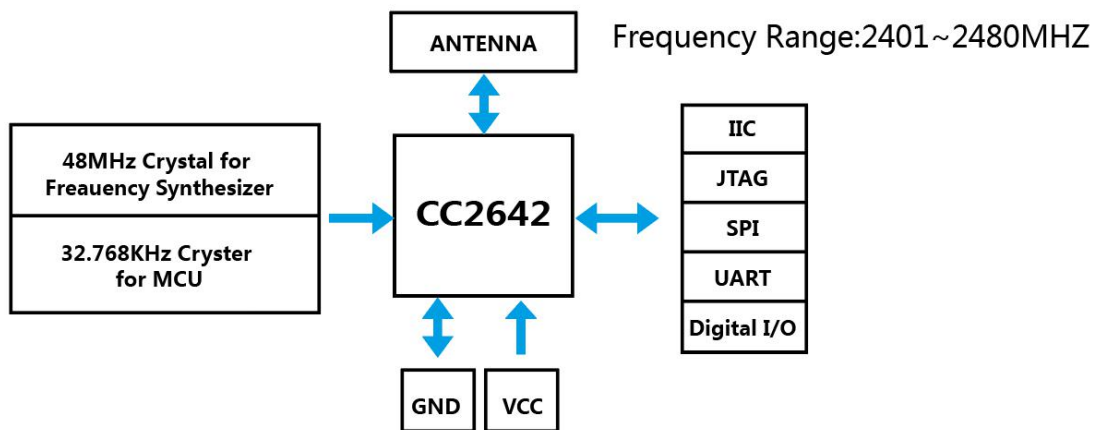 ANTENNA
Frequency Range:2401~2480MHZ
48MHz Crystal for
Freauency Synthesizer
32.768KHz Cryster
for MCU
CC2642
IIC
JTAG
SPI
UART
Digital I/O
GND
VCC